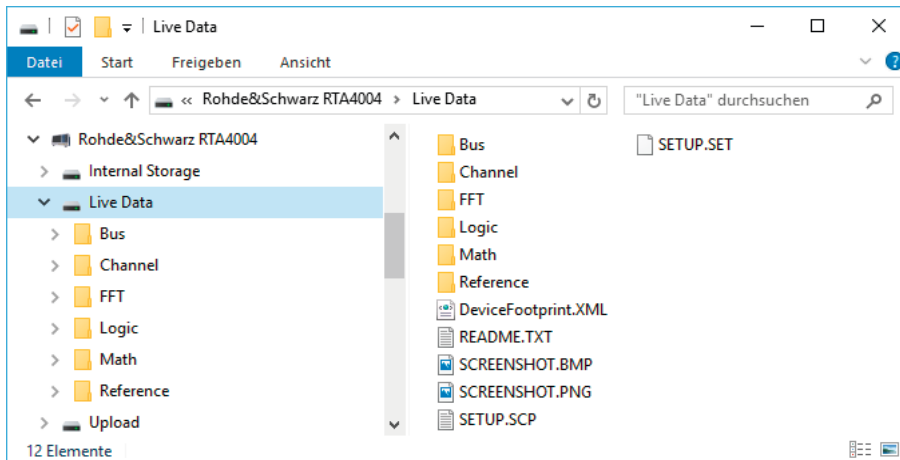 Live Data
Datei Start Freigeben Ansicht
« Rohde&Schwarz RTA4004 > Live Data "Live Data" durchsuchen
Rohde&Schwarz RTA4004
Internal Storage
Live Data
Bus
Channel
FFT
Logic
Math
Reference
Upload
Bus
Channel
FFT
Logic
Math
Reference
DeviceFootprint.XML
README.TXT
SCREENSHOT.BMP
SCREENSHOT.PNG
SETUP.SCP
SETUP.SET
12 Elemente